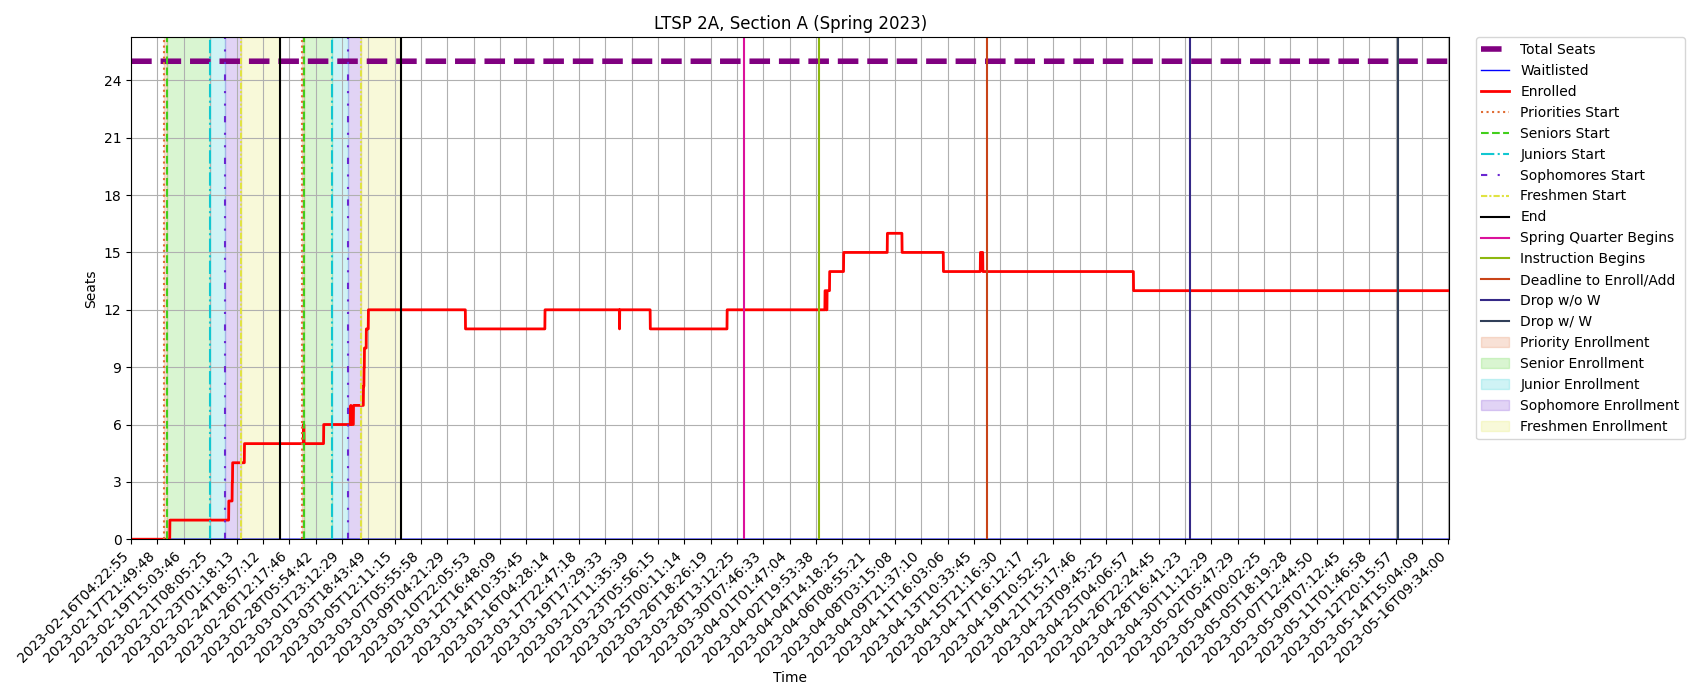 LTSP 2A, Section A (Spring 2023)
Seats
24
21
18
15
12
9
6
3
0
2023-02-16T04:22:55
2023-02-17T21:49:48
2023-02-19T15:03:46
2023-02-21T08:05:25
2023-02-23T01:18:13
2023-02-24T18:57:12
2023-02-26T12:17:46
2023-02-28T05:54:42
2023-03-01T23:12:29
2023-03-03T18:43:49
2023-03-05T12:11:15
2023-03-07T05:55:58
2023-03-09T04:21:29
2023-03-12T16:05:53
2023-03-14T10:35:45
2023-03-16T04:28:14
2023-03-17T22:47:18
2023-03-19T17:29:33
2023-03-21T11:35:39
2023-03-23T05:56:15
2023-03-25T00:11:14
2023-03-26T18:26:19
2023-03-28T13:12:25
2023-03-30T07:46:33
2023-04-01T01:47:04
2023-04-02T19:53:38
2023-04-04T14:18:25
2023-04-06T08:55:21
2023-04-08T03:15:08
2023-04-09T21:37:10
2023-04-11T16:03:06
2023-04-13T10:33:45
2023-04-15T21:16:30
2023-04-17T16:12:17
2023-04-19T10:52:52
2023-04-21T15:17:46
2023-04-23T09:45:25
2023-04-25T04:06:57
2023-04-26T22:24:45
2023-04-28T16:41:23
2023-04-30T11:12:29
2023-05-02T05:47:29
2023-05-04T00:02:25
2023-05-05T18:19:28
2023-05-07T12:44:50
2023-05-09T07:12:45
2023-05-11T01:46:58
2023-05-12T20:15:57
2023-05-14T15:04:09
2023-05-16T09:34:00
Time
Total Seats
Waitlisted
Enrolled
Priorities Start
Seniors Start
Juniors Start
Sophomores Start
Freshmen Start
End
Spring Quarter Begins
Instruction Begins
Deadline to Enroll/Add
Drop w/o W
Drop w/ W
Priority Enrollment
Senior Enrollment
Junior Enrollment
Sophomore Enrollment
Freshmen Enrollment